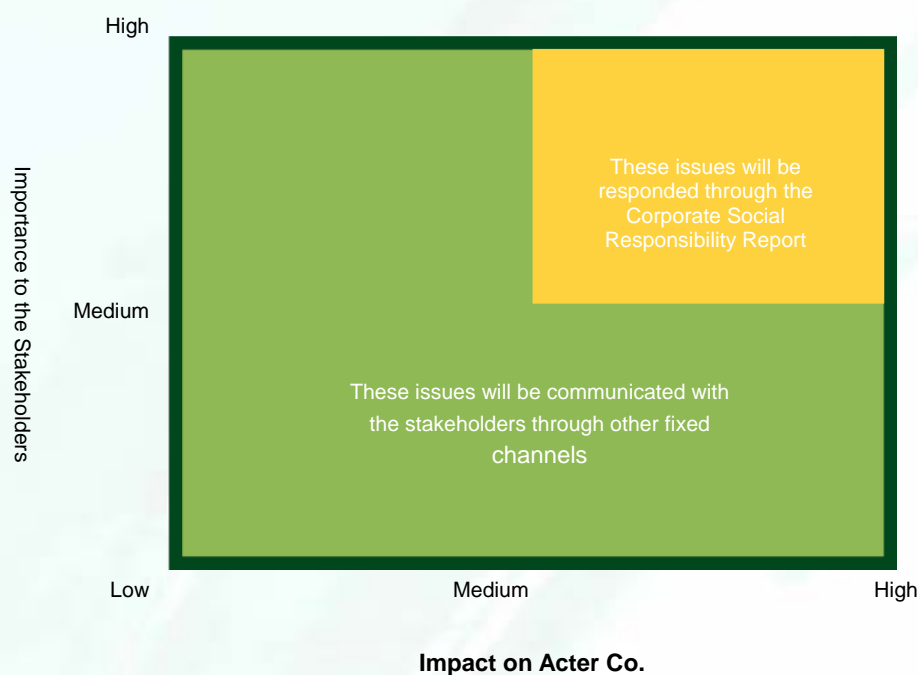 High
Importance to the Stakeholders
These issues will be
responded through the
Corporate Social
Responsibility Report
Medium
These issues will be communicated with
the stakeholders through other fixed
channels
Low
Medium
High
Impact on Acter Co.